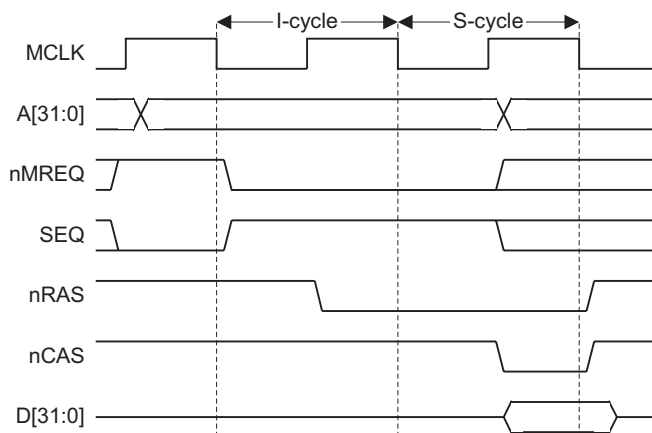 I-cycle S-cycle
MCLK
A[31:0]
nMREQ
SEQ
nRAS
nCAS
D[31:0]